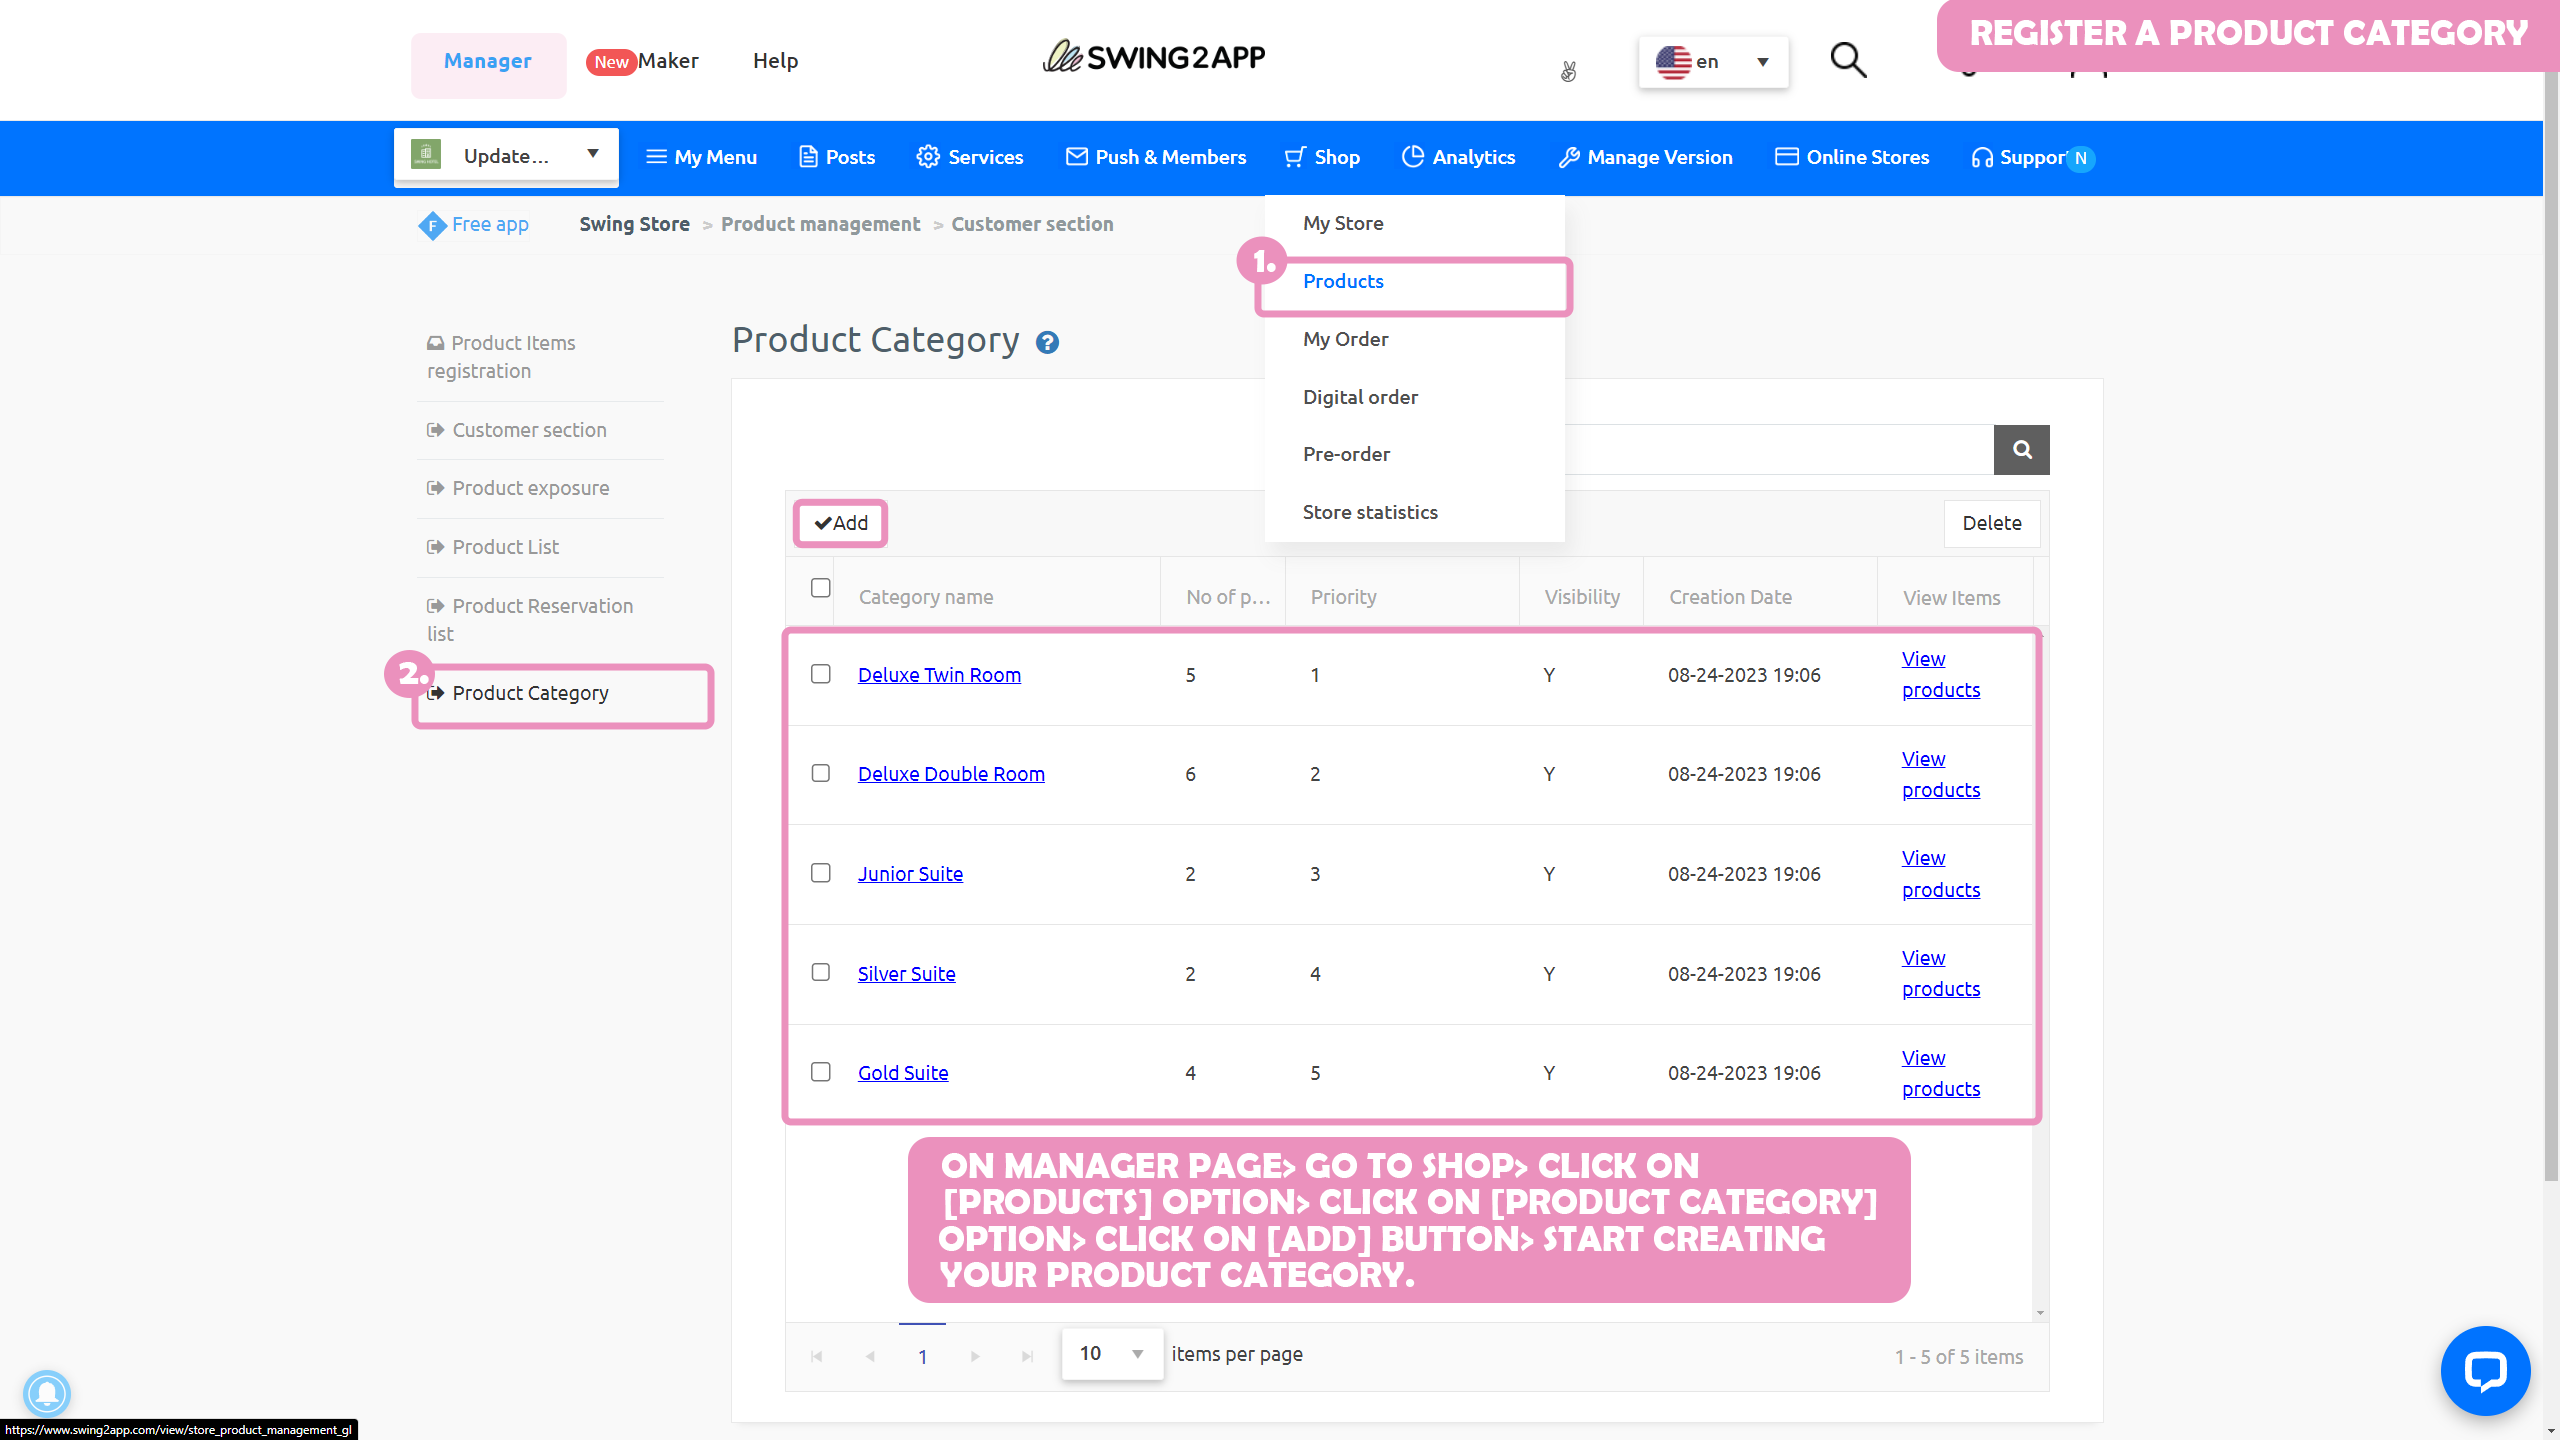 REGISTER A PRODUCT CATEGORY
Manager
New Maker
Help
SWING2APP
en
Update...
My Menu
Posts
Services
Push & Members
Shop
Analytics
Manage Version
Online Stores
Suppor N
F Free app
Swing Store > Product management > Customer section
My Store
1.
Products
My Order
Digital order
Pre-order
Store statistics
Product Items
registration
Customer section
Product exposure
Product List
Product Reservation
list
2.
Product Category
Product Category ?
Add
Delete
Category name No of p... Priority Visibility Creation Date View Items
Deluxe Twin Room 5 1 Y 08-24-2023 19:06 View
products
Deluxe Double Room 6 2 Y 08-24-2023 19:06 View
products
Junior Suite 2 3 Y 08-24-2023 19:06 View
products
Silver Suite 2 4 Y 08-24-2023 19:06 View
products
Gold Suite 4 5 Y 08-24-2023 19:06 View
products
ON MANAGER PAGE> GO TO SHOP> CLICK ON
[PRODUCTS] OPTION> CLICK ON [PRODUCT CATEGORY]
OPTION> CLICK ON [ADD] BUTTON> START CREATING
YOUR PRODUCT CATEGORY.
1 10 items per page 1 - 5 of 5 items
https://www.swing2app.com/view/store_product_management_gl